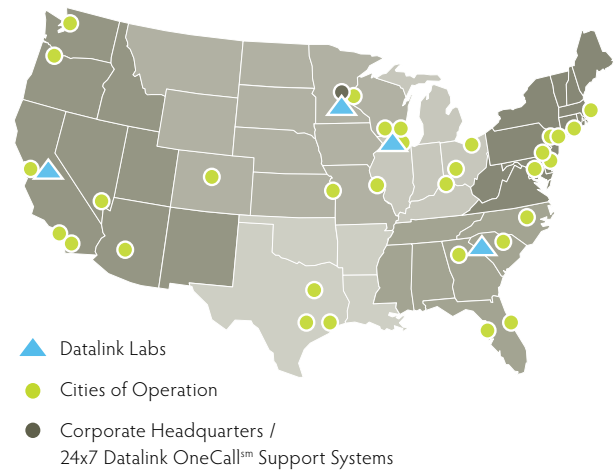 Datalink Labs
Cities of Operation
Corporate Headquarters /
24x7 Datalink OneCall℠ Support Systems